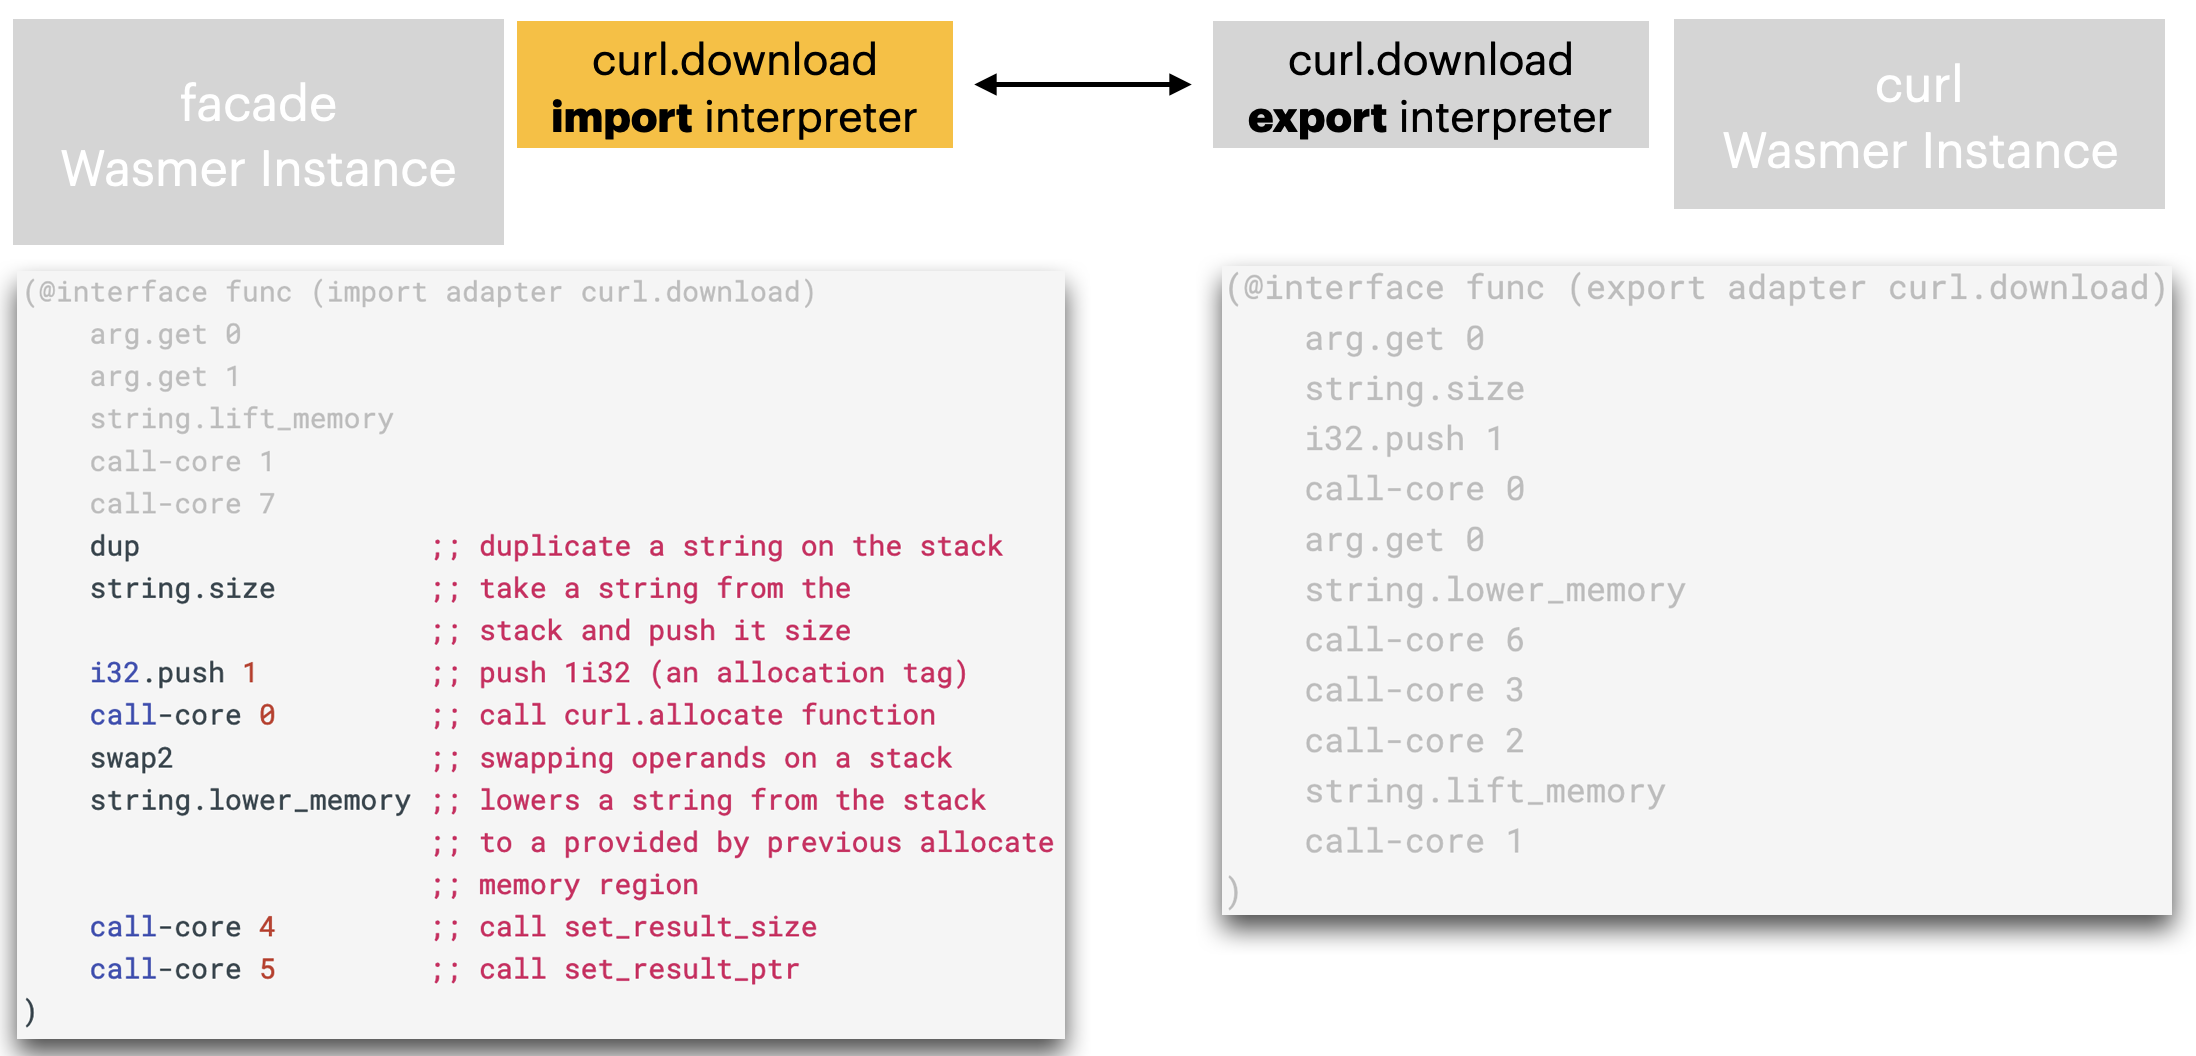 facade
Wasmer Instance
curl.download
import interpreter
curl.download
export interpreter
curl
Wasmer Instance
(@interface func (import adapter curl.download)
arg.get 0
arg.get 1
string.lift_memory
call-core 1
call-core 7
dup ;; duplicate a string on the stack
string.size ;; take a string from the
;; stack and push it size
i32.push 1 ;; push 1i32 (an allocation tag)
call-core 0 ;; call curl.allocate function
swap2 ;; swapping operands on a stack
string.lower_memory ;; lowers a string from the stack
;; to a provided by previous allocate
;; memory region
call-core 4 ;; call set_result_size
call-core 5 ;; call set_result_ptr
)
(@interface func (export adapter curl.download)
arg.get 0
string.size
i32.push 1
call-core 0
arg.get 0
string.lower_memory
call-core 6
call-core 3
call-core 2
string.lift_memory
call-core 1
)